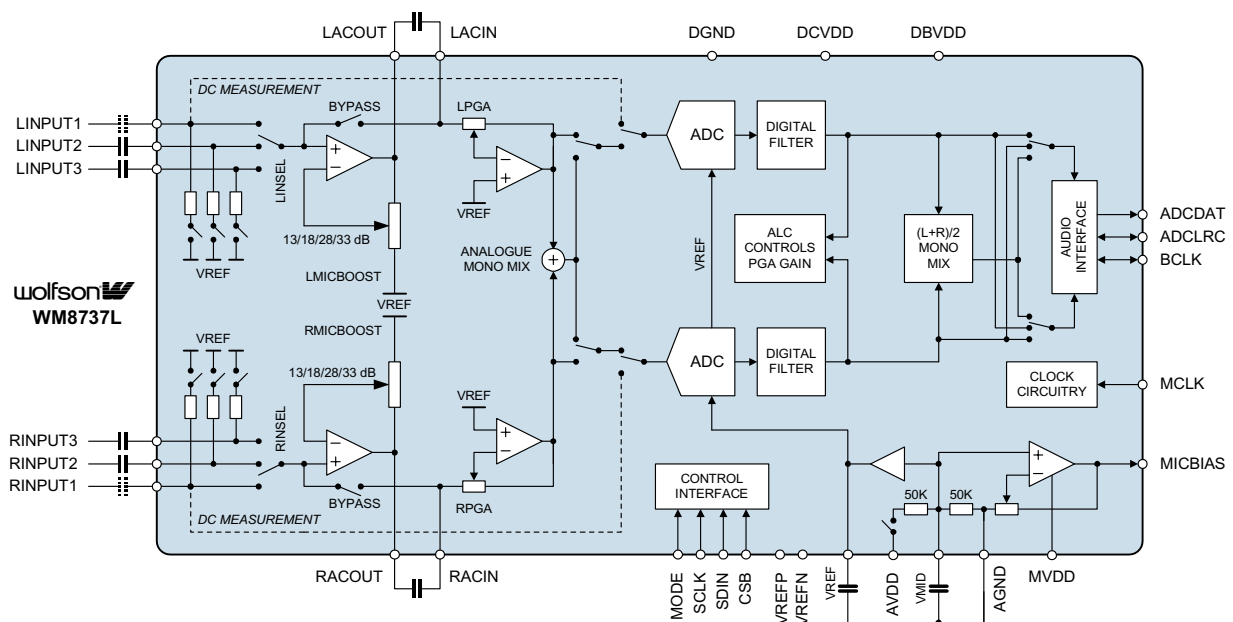 LACOUT
LACIN
DGND
DCVDD
DBVDD
DC MEASUREMENT
BYPASS
LPGA
LINPUT1
LINPUT2
LINPUT3
LINSEL
ADC
DIGITAL
FILTER
VREF
13/18/28/33 dB
VREF
LMICBOOST
ANALOGUE
MONO MIX
VREF
ALC
CONTROLS
PGA GAIN
(L+R)/2
MONO
MIX
AUDIO
INTERFACE
ADCDAT
ADCLRC
BCLK
wolfson
WM8737L
VREF
RMICBOOST
VREF
13/18/28/33 dB
VREF
ADC
DIGITAL
FILTER
CLOCK
CIRCUITRY
MCLK
RINPUT3
RINPUT2
RINPUT1
RINSEL
BYPASS
RPGA
DC MEASUREMENT
CONTROL
INTERFACE
50K
50K
MICBIAS
RACOUT
RACIN
MODE
SCLK
SDIN
CSB
VREFP
VREFN
VREF
AVDD
VMID
AGND
MVDD